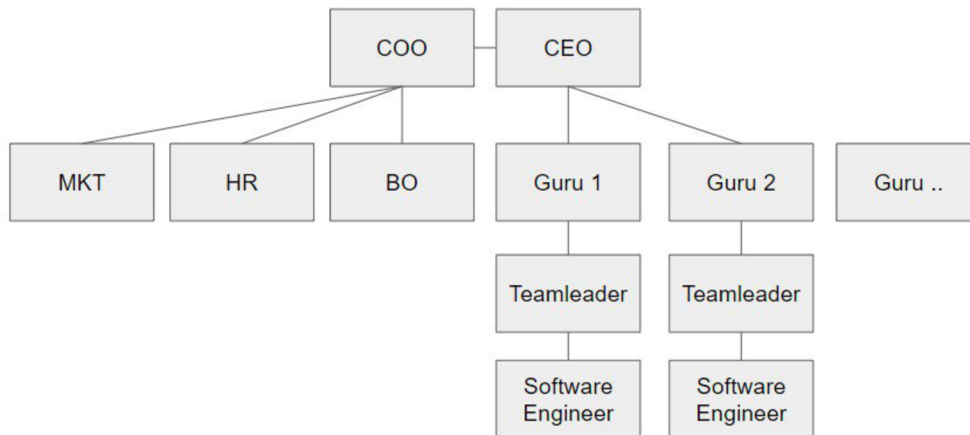 COO
CEO
MKT
HR
BO
Guru 1
Guru 2
Guru ..
Teamleader
Teamleader
Software
Engineer
Software
Engineer